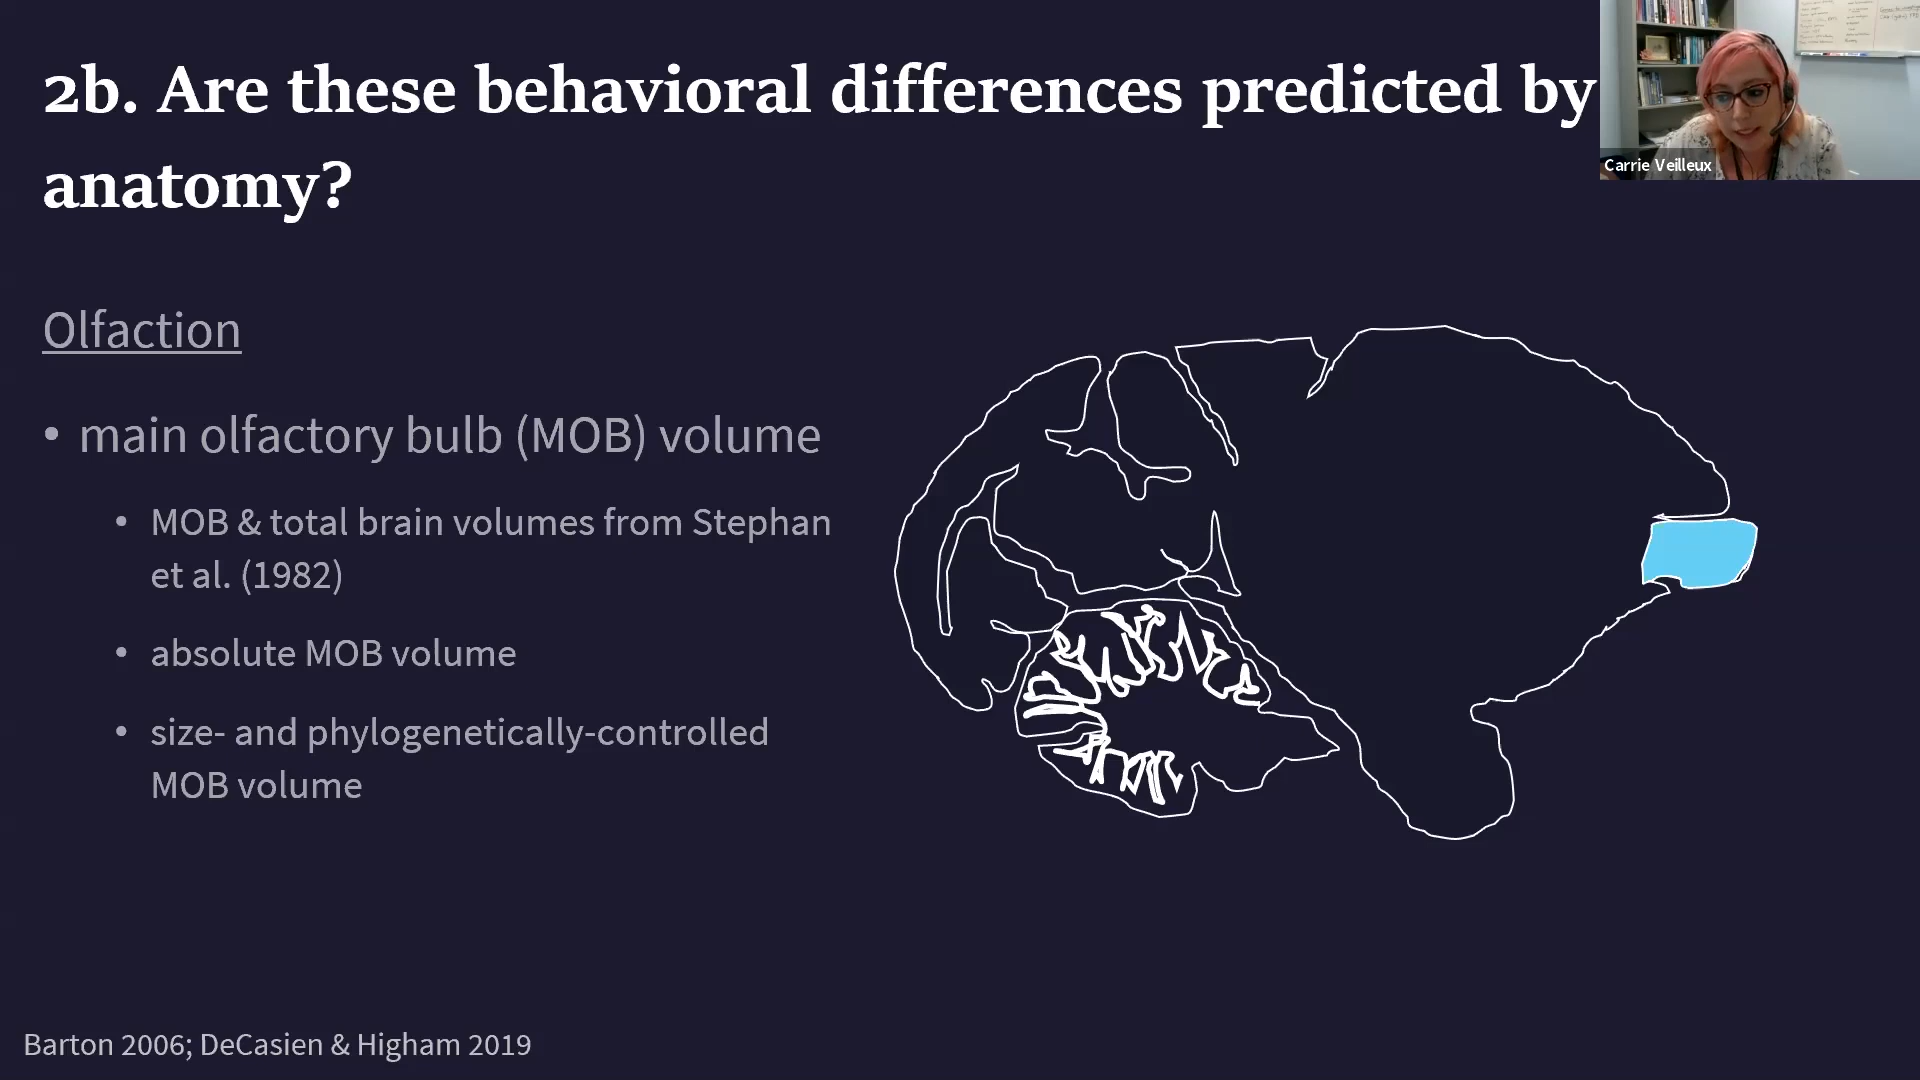 2b. Are these behavioral differences predicted by
anatomy?
Carrie Veilleux
Olfaction
• main olfactory bulb (MOB) volume
• MOB & total brain volumes from Stephan
et al. (1982)
• absolute MOB volume
• size- and phylogenetically-controlled
MOB volume
Barton 2006; DeCasien & Higham 2019